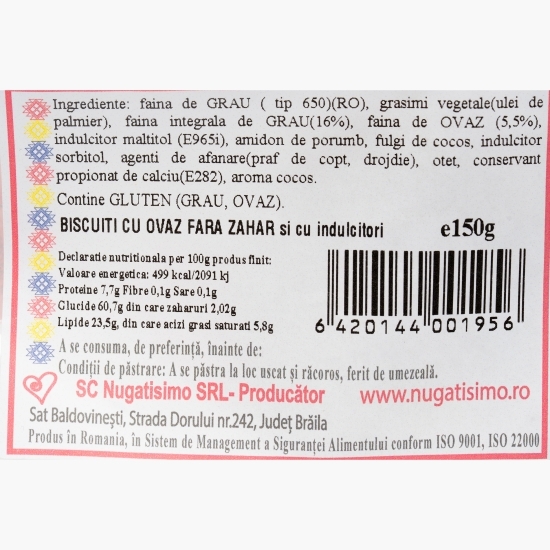 Ingrediente: faina de GRAU ( tip 650)(RO), grasimi vegetale(ulei de
palmier), faina integrala de GRAU(16%), faina de OVAZ (5,5%),
indulcitor maltitol (E965i), amidon de porumb, fulgi de cocos, indulcitor
sorbitol, agenti de afanare(praf de copt, drojdie), otet, conservant
propionat de calciu(E282), aroma cocos.
Contine GLUTEN (GRAU, OVAZ).
BISCUITI CU OVAZ FARA ZAHAR si cu indulcitori e150g
Declaratie nutritionala per 100g produs finit:
Valoare energetica: 499 kcal/2091 kj
Proteine 7,7g Fibre 0,1g Sare 0,1g
Glucide 60,7g din care zaharuri 2,02g
Lipide 23,5g, din care acizi grasi saturati 5,8g
6 420144 001956
A se consuma, de preferință, înainte de:
Condiții de păstrare: A se păstra la loc uscat și răcoros, ferit de umezeală.
SC Nugatisimo SRL- Producător www.nugatisimo.ro
Sat Baldovinești, Strada Dorului nr.242, Județ Brăila
Produs în Romania, în Sistem de Management a Siguranței Alimentului conform ISO 9001, ISO 22000